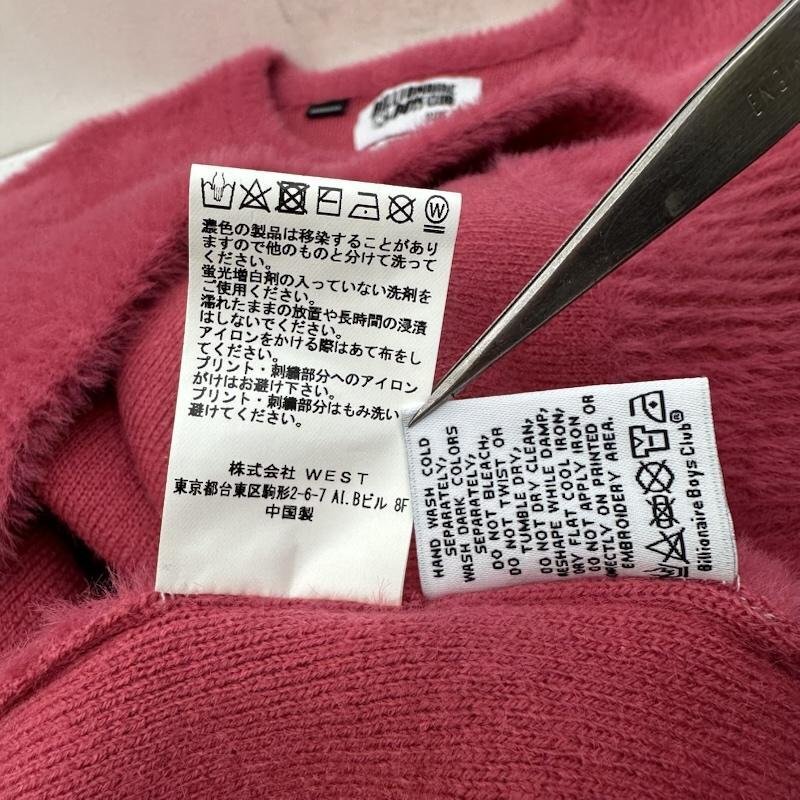 BILLIONAIRE
濃色の製品は移染することがあり
ますので他のものと分けて洗って
ください。
蛍光増白剤の入っていない洗剤を
ご使用ください。
濡れたままの放置や長時間の浸漬
はしないでください。
アイロンをかける際はあて布をし
てください。
プリント・刺繍部分へのアイロン
がけはお避け下さい。
プリント・刺繍部分はもみ洗い
避けてください。
株式会社 WEST
東京都台東区駒形2-6-7 AI.Bビル 8F
中国製
HAND WASH COLD
SEPARATELY,
WASH DARK COLORS
SEPARATELY,
DO NOT BLEACH,
DO NOT TWIST OR
TUMBLE DRY,
DO NOT DRY CLEAN,
RESHAPE WHILE DAMP,
DRY FLAT COOL IRON,
DO NOT APPLY IRON
DIRECTLY ON PRINTED OR
EMBROIDERY AREA.
Billionaire Boys Club®
W